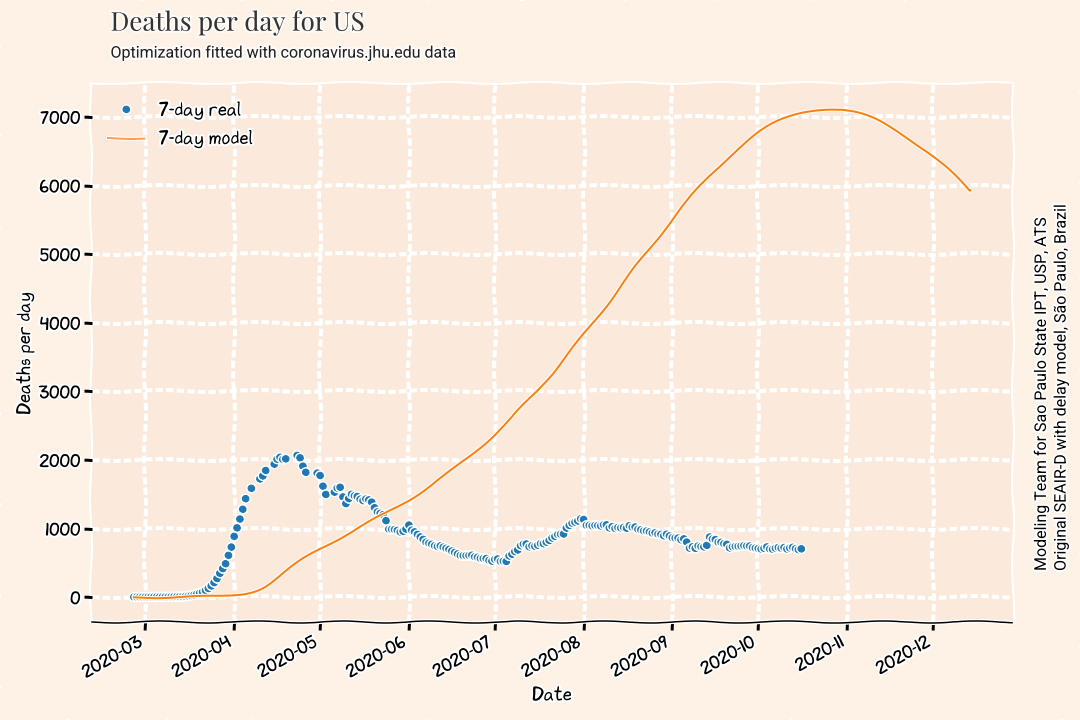 Deaths per day for US
Optimization fitted with coronavirus.jhu.edu data
7-day real
7-day model
7000
6000
5000
4000
3000
2000
1000
0
Deaths per day
2020-03
2020-04
2020-05
2020-06
2020-07
2020-08
2020-09
2020-10
2020-11
2020-12
Date
Modeling Team for Sao Paulo State IPT, USP, ATS
Original SEAIR-D with delay model, São Paulo, Brazil